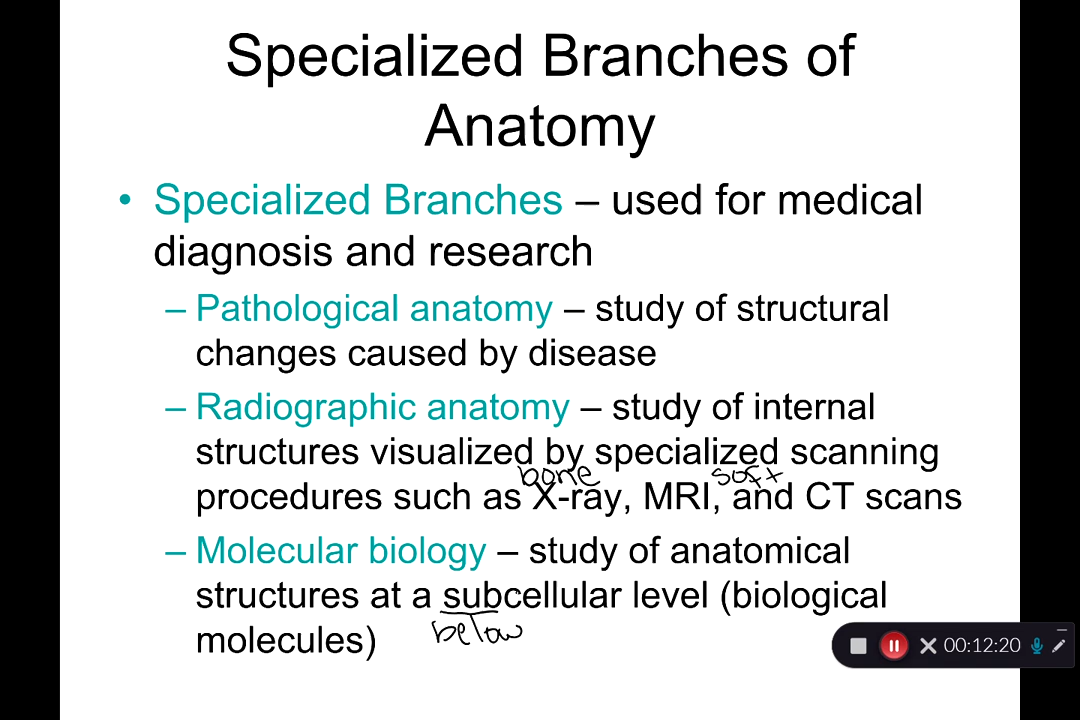 Specialized Branches of
Anatomy
• Specialized Branches – used for medical
diagnosis and research
– Pathological anatomy – study of structural
changes caused by disease
– Radiographic anatomy – study of internal
structures visualized by specialized scanning
bone soft
procedures such as X-ray, MRI, and CT scans
– Molecular biology – study of anatomical
structures at a subcellular level (biological
below
molecules)
00:12:20